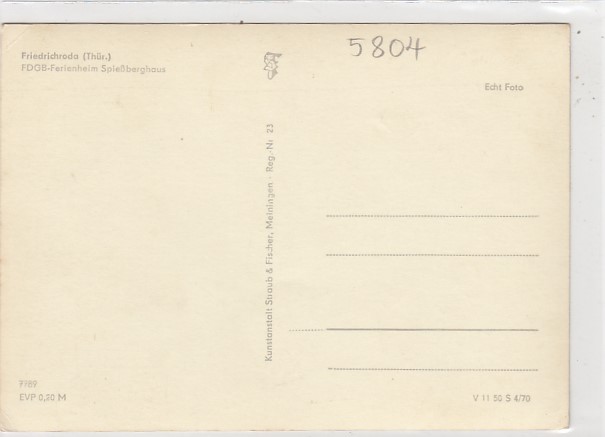 Friedrichroda (Thür.)
FDGB-Ferienheim Spießberghaus
5804
Echt Foto
Kunstanstalt Straub & Fischer, Meiningen · Reg.-Nr. 23
EVP 0,20 M
V 11 50 S 4/70